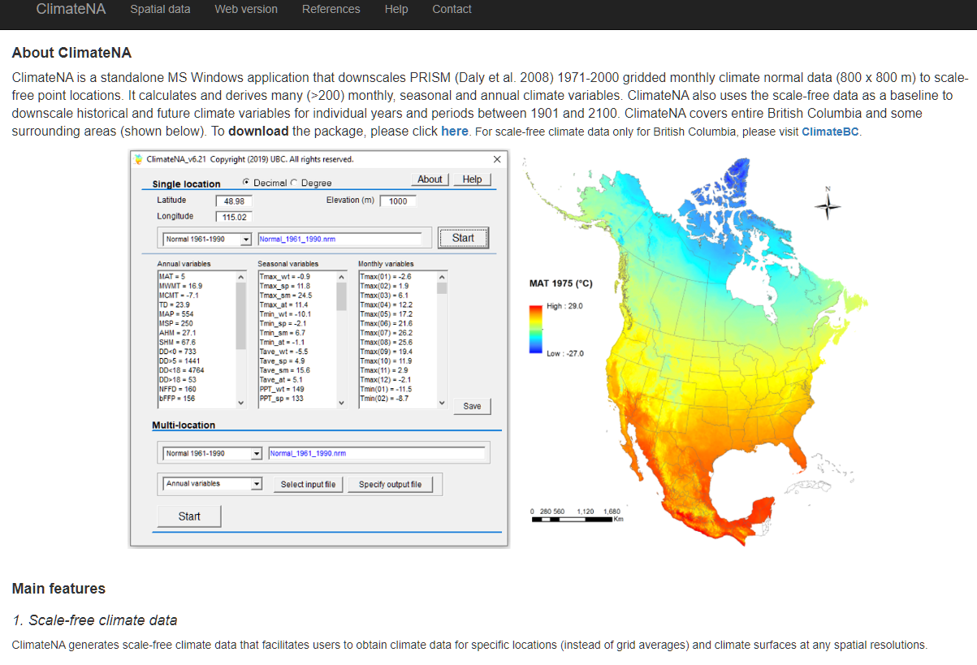 ClimateNA Spatial data Web version References Help Contact
About ClimateNA
ClimateNA is a standalone MS Windows application that downscales PRISM (Daly et al. 2008) 1971-2000 gridded monthly climate normal data (800 x 800 m) to scale-
free point locations. It calculates and derives many (>200) monthly, seasonal and annual climate variables. ClimateNA also uses the scale-free data as a baseline to
downscale historical and future climate variables for individual years and periods between 1901 and 2100. ClimateNA covers entire British Columbia and some
surrounding areas (shown below). To download the package, please click here. For scale-free climate data only for British Columbia, please visit ClimateBC.
ClimateNA_v6.21 Copyright (2019) UBC. All rights reserved.
Single location Decimal Degree About Help
Latitude 48.98 Elevation (m) 1000
Longitude 115.02
Normal 1961-1990 Normal_1961_1990.nrm Start
Annual variables Seasonal variables Monthly variables
MAT = 5 Tmax_wt = -0.9 Tmax(01) = -2.6
MWMT = 16.9 Tmax_sp = 11.8 Tmax(02) = 1.9
MCMT = -7.1 Tmax_sm = 24.5 Tmax(03) = 6.1
TD = 23.9 Tmax_at = 11.4 Tmax(04) = 12.2
MAP = 554 Tmin_wt = -10.1 Tmax(05) = 17.2
MSP = 250 Tmin_sp = -2.1 Tmax(06) = 21.6
AHM = 27.1 Tmin_sm = 6.7 Tmax(07) = 26.2
SHM = 67.6 Tmin_at = -1.1 Tmax(08) = 25.6
DD<0 = 733 Tave_wt = -5.5 Tmax(09) = 19.4
DD>5 = 1441 Tave_sp = 4.9 Tmax(10) = 11.9
DD<18 = 4764 Tave_sm = 15.6 Tmax(11) = 2.9
DD>18 = 53 Tave_at = 5.1 Tmax(12) = -2.1
NFFD = 160 PPT_wt = 149 Tmin(01) = -11.5
bFFP = 156 PPT_sp = 133 Tmin(02) = -8.7
Save
Multi-location
Normal 1961-1990 Normal_1961_1990.nrm
Annual variables Select input file Specify output file
Start
N
MAT 1975 (°C)
High : 29.0
Low : -27.0
0 280 560 1,120 1,680
Km
Main features
1. Scale-free climate data
ClimateNA generates scale-free climate data that facilitates users to obtain climate data for specific locations (instead of grid averages) and climate surfaces at any spatial resolutions.